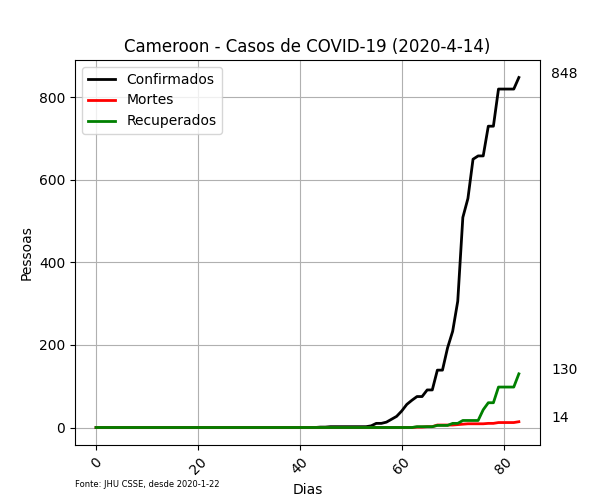 Cameroon - Casos de COVID-19 (2020-4-14)
Confirmados
Mortes
Recuperados
848
800
600
400
200
0
130
14
Pessoas
0 20 40 60 80
Dias
Fonte: JHU CSSE, desde 2020-1-22